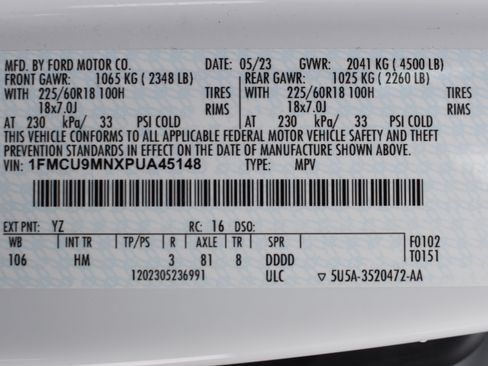 MFD. BY FORD MOTOR CO. DATE: 05/23 GVWR: 2041 KG ( 4500 LB)
FRONT GAWR: 1065 KG ( 2348 LB) REAR GAWR: 1025 KG ( 2260 LB)
WITH 225/60R18 100H TIRES WITH 225/60R18 100H TIRES
18x7.0J RIMS 18x7.0J RIMS
AT 230 kPa/ 33 PSI COLD AT 230 kPa/ 33 PSI COLD
THIS VEHICLE CONFORMS TO ALL APPLICABLE FEDERAL MOTOR VEHICLE SAFETY AND THEFT
PREVENTION STANDARDS IN EFFECT ON THE DATE OF MANUFACTURE SHOWN ABOVE.
VIN: 1FMCU9MNXPUA45148 TYPE: MPV
EXT PNT: YZ RC: 16 DSO: F0102
WB INT TR TP/PS R AXLE TR SPR T0151
106 HM 3 81 8 DDDD
1202305236991 ULC ▽ 5U5A-3520472-AA